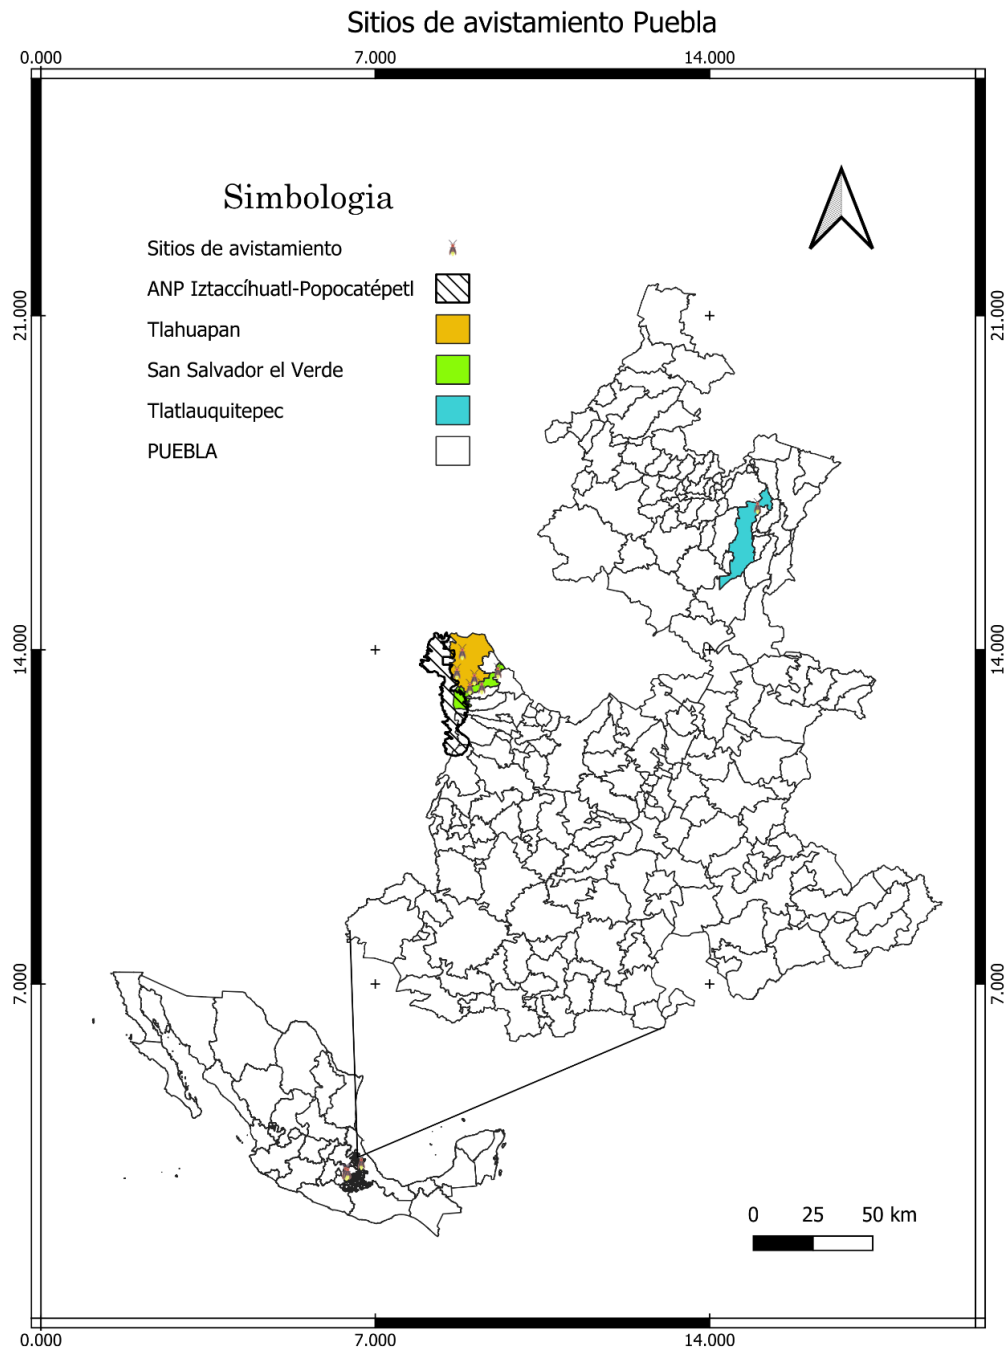 Sitios de avistamiento Puebla
0.000 7.000 14.000
Simbologia
Sitios de avistamiento
ANP Iztaccíhuatl-Popocatépetl
Tlahuapan
San Salvador el Verde
Tlatlauquitepec
PUEBLA
21.000 21.000
14.000 14.000
7.000 7.000
0 25 50 km
0.000 7.000 14.000